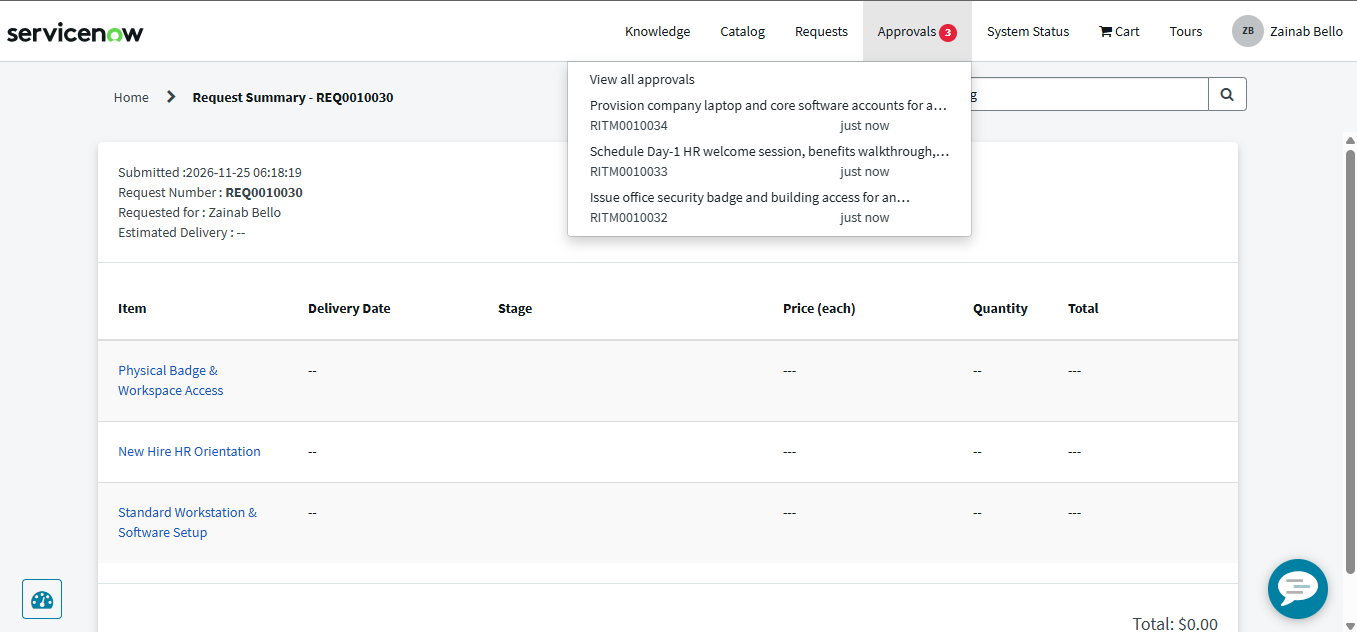 servicenow
Knowledge
Catalog
Requests
Approvals 3
System Status
Cart
Tours
ZB Zainab Bello
Home > Request Summary - REQ0010030
View all approvals
Provision company laptop and core software accounts for a…
RITM0010034 just now
Schedule Day-1 HR welcome session, benefits walkthrough,…
RITM0010033 just now
Issue office security badge and building access for an…
RITM0010032 just now
Submitted :2026-11-25 06:18:19
Request Number : REQ0010030
Requested for : Zainab Bello
Estimated Delivery : --
Item Delivery Date Stage Price (each) Quantity Total
Physical Badge & -- --- -- ---
Workspace Access
New Hire HR Orientation -- --- -- ---
Standard Workstation & -- --- -- ---
Software Setup
Total: $0.00